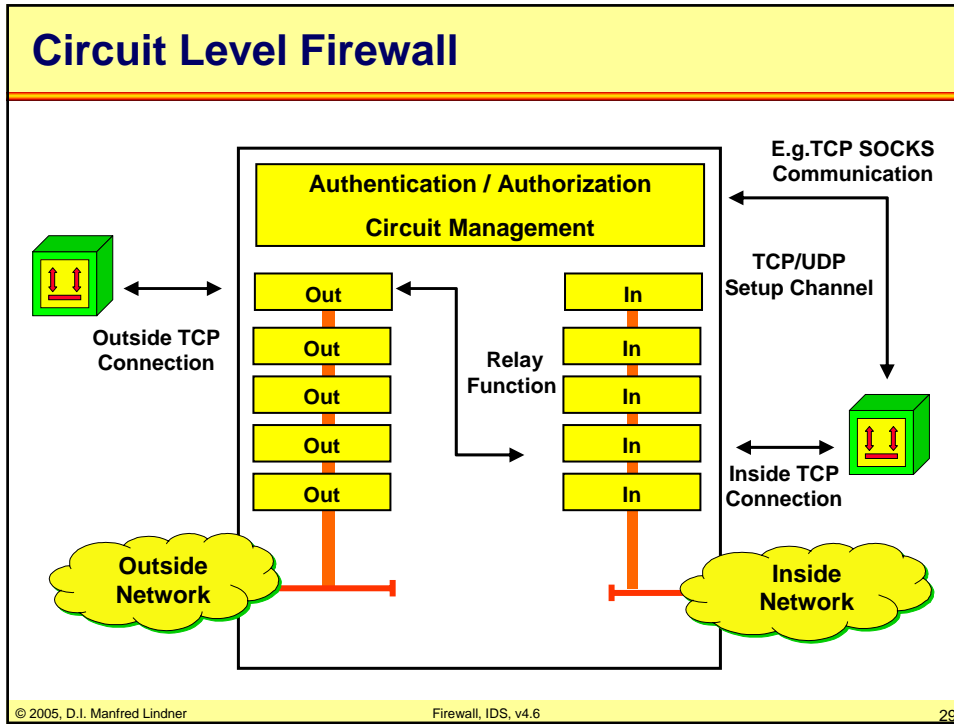 Circuit Level Firewall
E.g.TCP SOCKS
Communication
Authentication / Authorization
Circuit Management
TCP/UDP
Setup Channel
Out
In
Outside TCP
Connection
Out
In
Relay
Function
Out
In
Out
In
Inside TCP
Connection
Out
In
Outside
Network
Inside
Network
© 2005, D.I. Manfred Lindner
Firewall, IDS, v4.6
29